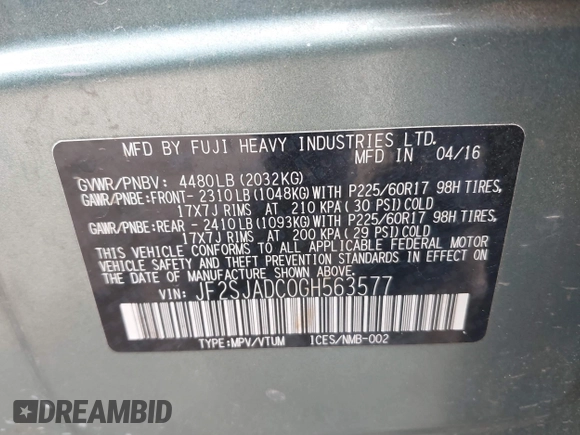 MFD BY FUJI HEAVY INDUSTRIES LTD.
MFD IN 04/16
GVWR/PNBV: 4480LB (2032KG)
GAWR/PNBE:FRONT- 2310LB (1048KG) WITH P225/60R17 98H TIRES,
17X7J RIMS AT 210 KPA (30 PSI) COLD
GAWR/PNBE:REAR - 2410LB (1093KG) WITH P225/60R17 98H TIRES,
17X7J RIMS AT 200 KPA (29 PSI) COLD
THIS VEHICLE CONFORMS TO ALL APPLICABLE FEDERAL MOTOR
VEHICLE SAFETY AND THEFT PREVENTION STANDARDS IN EFFECT ON
THE DATE OF MANUFACTURE SHOWN ABOVE.
VIN: JF2SJADC0GH563577
TYPE:MPV/VTUM ICES/NMB-002
DREAMBID